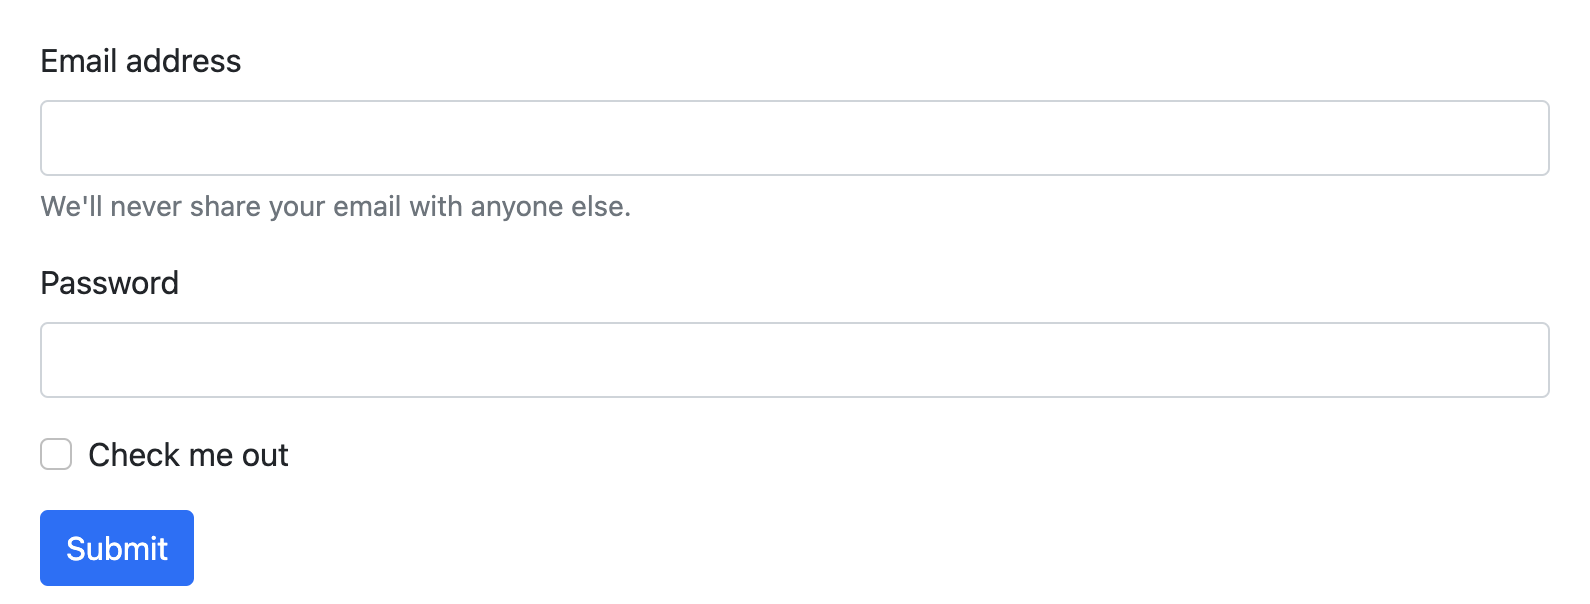 Email address
We'll never share your email with anyone else.
Password
Check me out
Submit